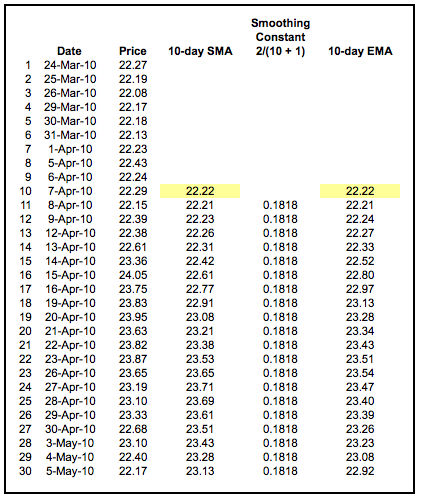 Smoothing
Constant
Date Price 10-day SMA 2/(10 + 1) 10-day EMA
1 24-Mar-10 22.27
2 25-Mar-10 22.19
3 26-Mar-10 22.08
4 29-Mar-10 22.17
5 30-Mar-10 22.18
6 31-Mar-10 22.13
7 1-Apr-10 22.23
8 5-Apr-10 22.43
9 6-Apr-10 22.24
10 7-Apr-10 22.29 22.22 22.22
11 8-Apr-10 22.15 22.21 0.1818 22.21
12 9-Apr-10 22.39 22.23 0.1818 22.24
13 12-Apr-10 22.38 22.26 0.1818 22.27
14 13-Apr-10 22.61 22.31 0.1818 22.33
15 14-Apr-10 23.36 22.42 0.1818 22.52
16 15-Apr-10 24.05 22.61 0.1818 22.80
17 16-Apr-10 23.75 22.77 0.1818 22.97
18 19-Apr-10 23.83 22.91 0.1818 23.13
19 20-Apr-10 23.95 23.08 0.1818 23.28
20 21-Apr-10 23.63 23.21 0.1818 23.34
21 22-Apr-10 23.82 23.38 0.1818 23.43
22 23-Apr-10 23.87 23.53 0.1818 23.51
23 26-Apr-10 23.65 23.65 0.1818 23.54
24 27-Apr-10 23.19 23.71 0.1818 23.47
25 28-Apr-10 23.10 23.69 0.1818 23.40
26 29-Apr-10 23.33 23.61 0.1818 23.39
27 30-Apr-10 22.68 23.51 0.1818 23.26
28 3-May-10 23.10 23.43 0.1818 23.23
29 4-May-10 22.40 23.28 0.1818 23.08
30 5-May-10 22.17 23.13 0.1818 22.92